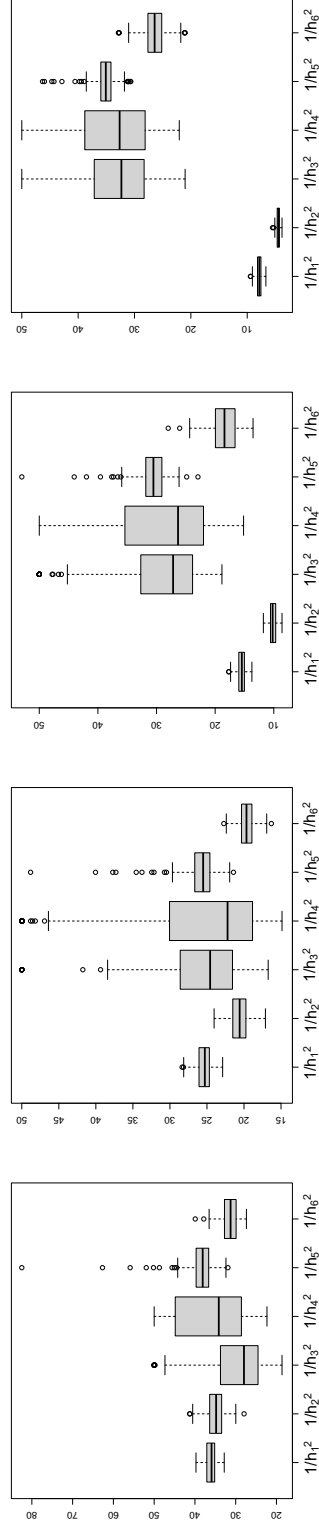 1/h₆²
1/h₅²
1/h₄²
1/h₃²
1/h₂²
1/h₁²
50 40 30 20 10
1/h₆²
1/h₅²
1/h₄²
1/h₃²
1/h₂²
1/h₁²
50 40 30 20 10
1/h₆²
1/h₅²
1/h₄²
1/h₃²
1/h₂²
1/h₁²
50 45 40 35 30 25 20 15
1/h₆²
1/h₅²
1/h₄²
1/h₃²
1/h₂²
1/h₁²
80 70 60 50 40 30 20